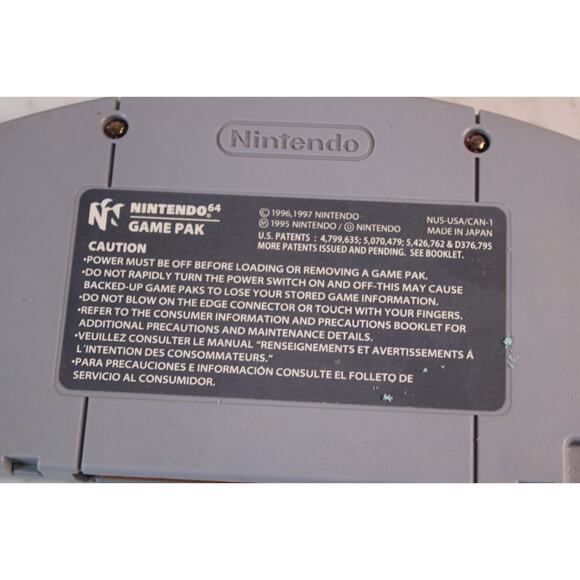 Nintendo
NINTENDO64
GAME PAK
© 1996,1997 NINTENDO
Ⓜ 1995 NINTENDO / Ⓓ NINTENDO
NUS-USA/CAN-1
MADE IN JAPAN
U.S. PATENTS : 4,799,635; 5,070,479; 5,426,762 & D376,795
MORE PATENTS ISSUED AND PENDING. SEE BOOKLET.
CAUTION
•POWER MUST BE OFF BEFORE LOADING OR REMOVING A GAME PAK.
•DO NOT RAPIDLY TURN THE POWER SWITCH ON AND OFF-THIS MAY CAUSE
BACKED-UP GAME PAKS TO LOSE YOUR STORED GAME INFORMATION.
•DO NOT BLOW ON THE EDGE CONNECTOR OR TOUCH WITH YOUR FINGERS.
•REFER TO THE CONSUMER INFORMATION AND PRECAUTIONS BOOKLET FOR
ADDITIONAL PRECAUTIONS AND MAINTENANCE DETAILS.
•VEUILLEZ CONSULTER LE MANUAL "RENSEIGNEMENTS ET AVERTISSEMENTS Á
L'INTENTION DES CONSOMMATEURS."
•PARA PRECAUCIONES E INFORMACIÓN CONSULTE EL FOLLETO DE
SERVICIO AL CONSUMIDOR.